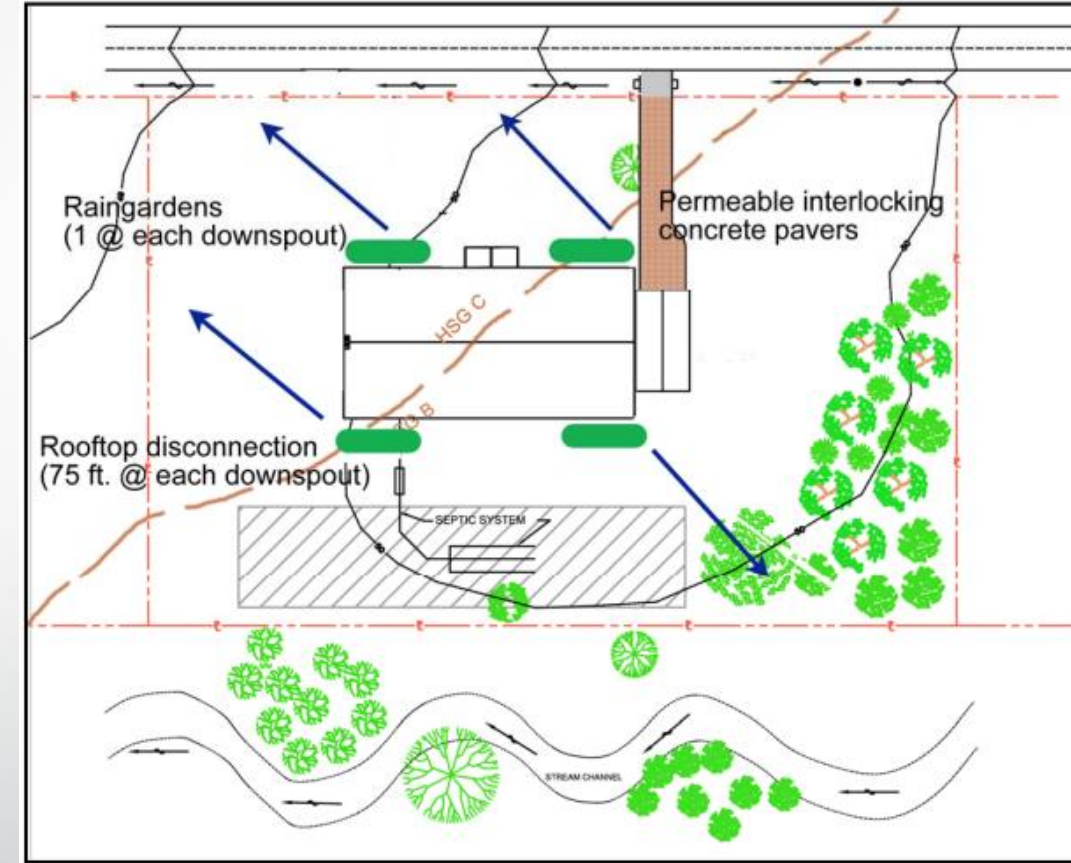 Raingardens
(1 @ each downspout)
Permeable interlocking
concrete pavers
HSG C
Rooftop disconnection
(75 ft. @ each downspout)
SEPTIC SYSTEM
STREAM CHANNEL